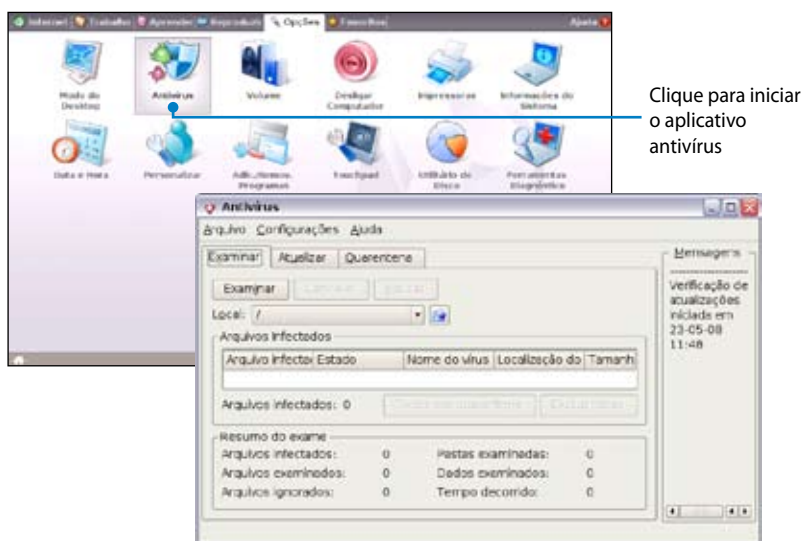 Internet Trabalho Aprender Reproduzir Opções Favoritos Ajuda
Modo do Desktop
Antivírus
Volume
Desligar Computador
Impressoras
Informações do Sistema
Data e Hora
Personalizar
Adic./Remov. Programas
Touchpad
Utilitário de Disco
Ferramentas Diagnóstico
Clique para iniciar
o aplicativo
antivírus
Antivírus
Arquivo Configurações Ajuda
Examinar Atualizar Quarentena
Examinar
Local: /
Arquivos Infectados
Arquivo infectad Estado Nome do vírus Localização do Tamanh
Arquivos infectados: 0
Resumo do exame
Arquivos infectados: 0 Pastas examinadas: 0
Arquivos examinados: 0 Dados examinados: 0
Arquivos ignorados: 0 Tempo decorrido: 0
Mensagens
Verificação de
atualizações
iniciada em
23-05-08
11:48